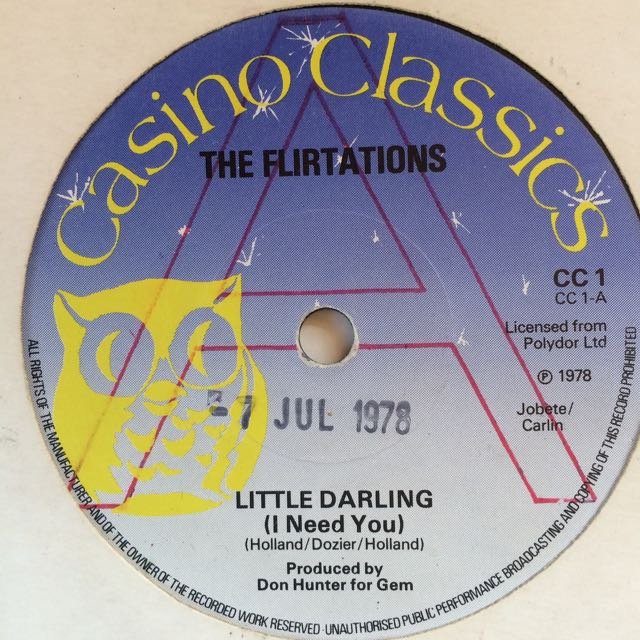 Casino Classics
THE FLIRTATIONS
A
CC 1
CC 1-A
Licensed from
Polydor Ltd
℗ 1978
Jobete/
Carlin
7 JUL 1978
LITTLE DARLING
(I Need You)
(Holland/Dozier/Holland)
Produced by
Don Hunter for Gem
ALL RIGHTS OF THE MANUFACTURER AND OF THE OWNER OF THE RECORDED WORK RESERVED · UNAUTHORISED PUBLIC PERFORMANCE BROADCASTING AND COPYING OF THIS RECORD PROHIBITED